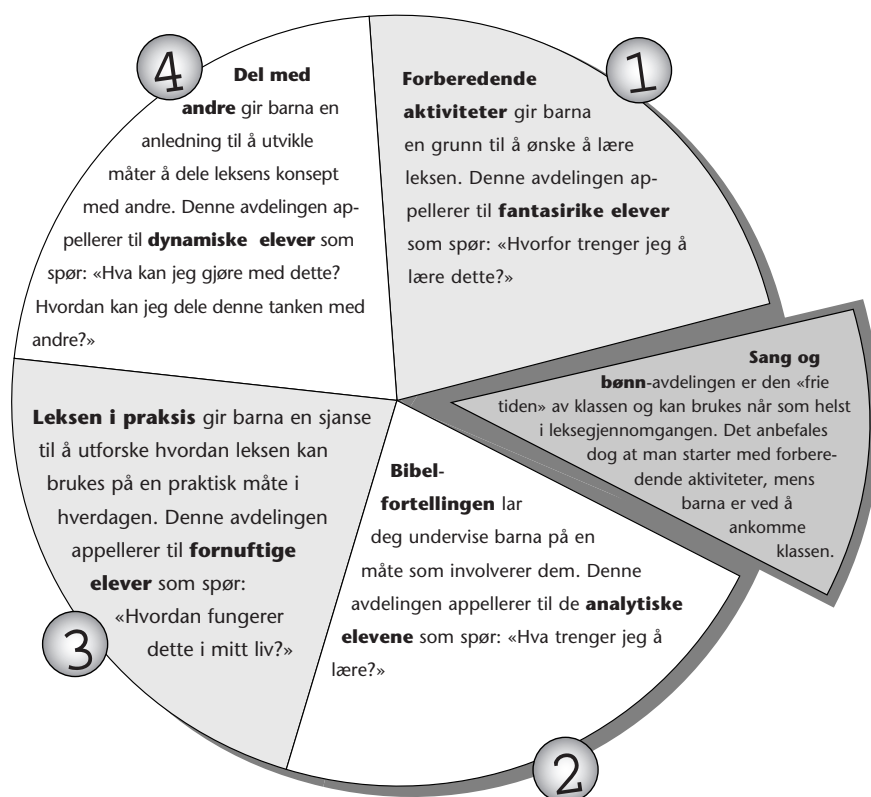 1
Forberedende
aktiviteter gir barna
en grunn til å ønske å lære
leksen. Denne avdelingen ap-
pellerer til fantasirike elever
som spør: «Hvorfor trenger jeg å
lære dette?»
Sang og
bønn-avdelingen er den «frie
tiden» av klassen og kan brukes når som helst
i leksegjennomgangen. Det anbefales
dog at man starter med forbere-
dende aktiviteter, mens
barna er ved å
ankomme
klassen.
2
Bibel-
fortellingen lar
deg undervise barna på en
måte som involverer dem. Denne
avdelingen appellerer til de analytiske
elevene som spør: «Hva trenger jeg å
lære?»
3
Leksen i praksis gir barna en sjanse
til å utforske hvordan leksen kan
brukes på en praktisk måte i
hverdagen. Denne avdelingen
appellerer til fornuftige
elever som spør:
«Hvordan fungerer
dette i mitt liv?»
4
Del med
andre gir barna en
anledning til å utvikle
måter å dele leksens konsept
med andre. Denne avdelingen ap-
pellerer til dynamiske elever som
spør: «Hva kan jeg gjøre med dette?
Hvordan kan jeg dele denne tanken med
andre?»